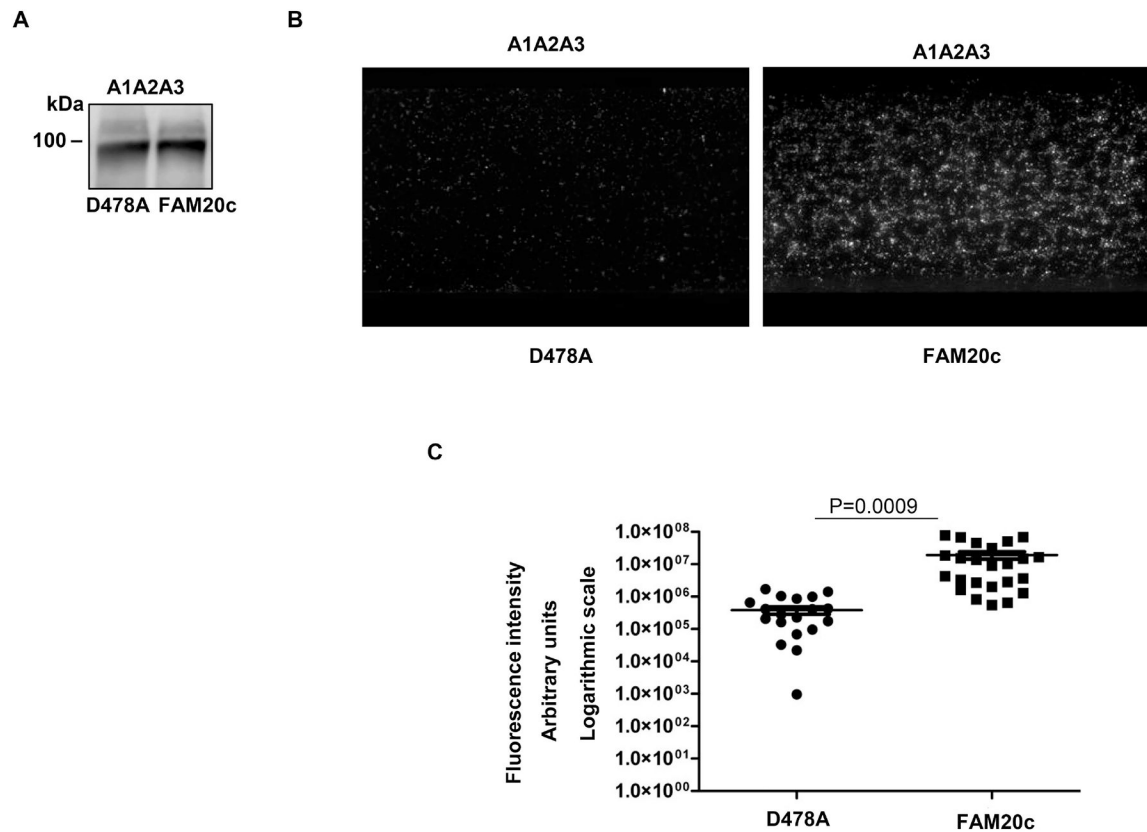 A
A1A2A3
kDa
100 –
D478A FAM20c
B
A1A2A3
A1A2A3
D478A
FAM20c
C
P=0.0009
Fluorescence intensity
Arbitrary units
Logarithmic scale
1.0×10⁰⁸
1.0×10⁰⁷
1.0×10⁰⁶
1.0×10⁰⁵
1.0×10⁰⁴
1.0×10⁰³
1.0×10⁰²
1.0×10⁰¹
1.0×10⁰⁰
D478A
FAM20c